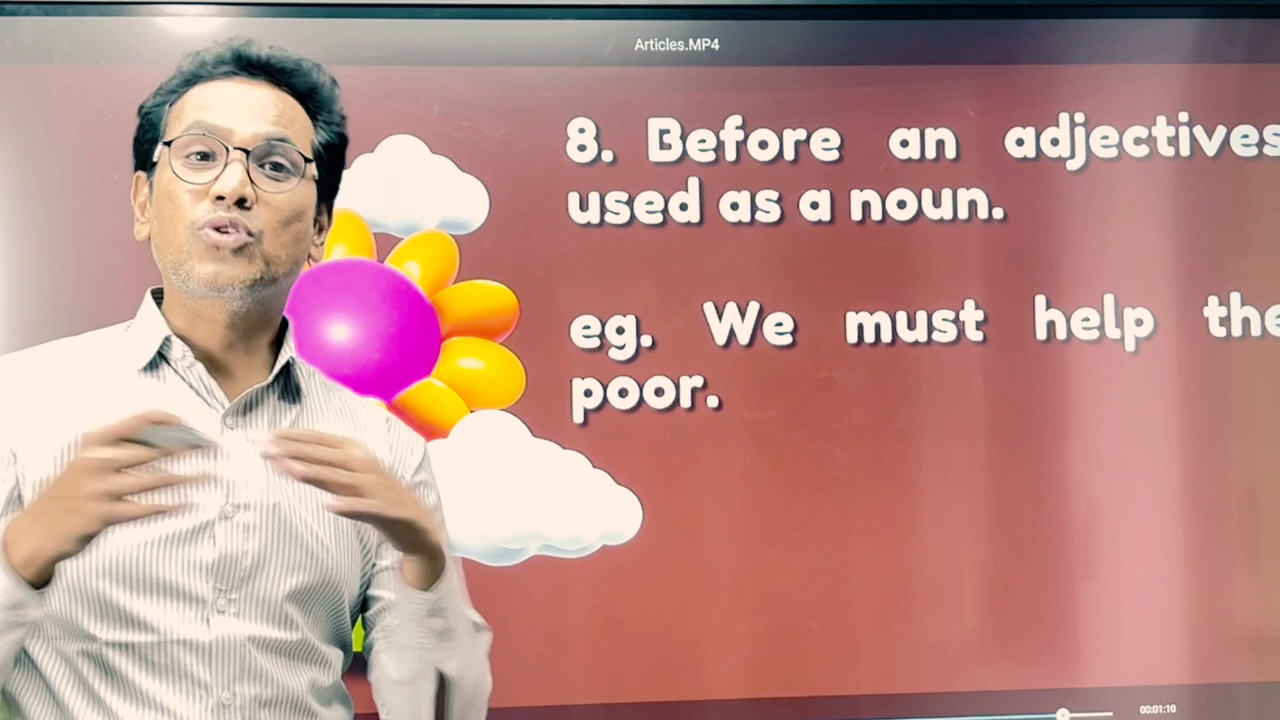 Articles.MP4
8. Before an adjectives
used as a noun.
eg. We must help the
poor.
00:01:10